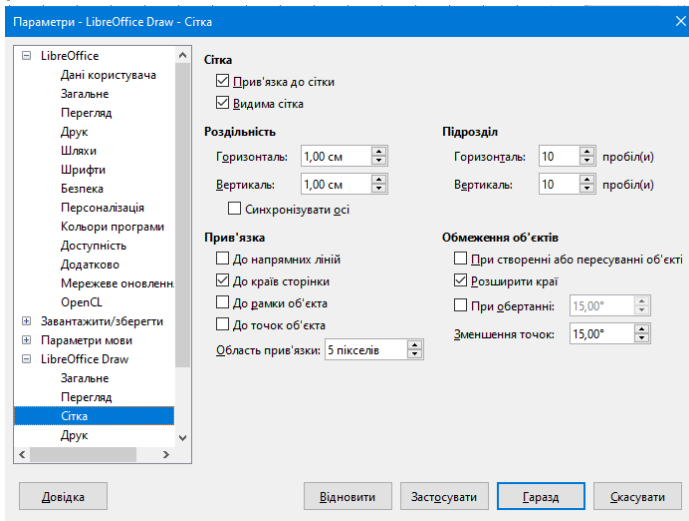 Параметри - LibreOffice Draw - Сітка
LibreOffice
Дані користувача
Загальне
Перегляд
Друк
Шляхи
Шрифти
Безпека
Персоналізація
Кольори програми
Доступність
Додатково
Мережеве оновленн
OpenCL
Завантажити/зберегти
Параметри мови
LibreOffice Draw
Загальне
Перегляд
Сітка
Друк
Сітка
Прив'язка до сітки
Видима сітка
Роздільність
Горизонталь: 1,00 см
Вертикаль: 1,00 см
Синхронізувати осі
Підрозділ
Горизонталь: 10 пробіл(и)
Вертикаль: 10 пробіл(и)
Прив'язка
До напрямних ліній
До країв сторінки
До рамки об'єкта
До точок об'єкта
Область прив'язки: 5 пікселів
Обмеження об'єктів
При створенні або пересуванні об'єкті
Розширити краї
При обертанні: 15,00°
Зменшення точок: 15,00°
Довідка
Відновити
Застосувати
Гаразд
Скасувати